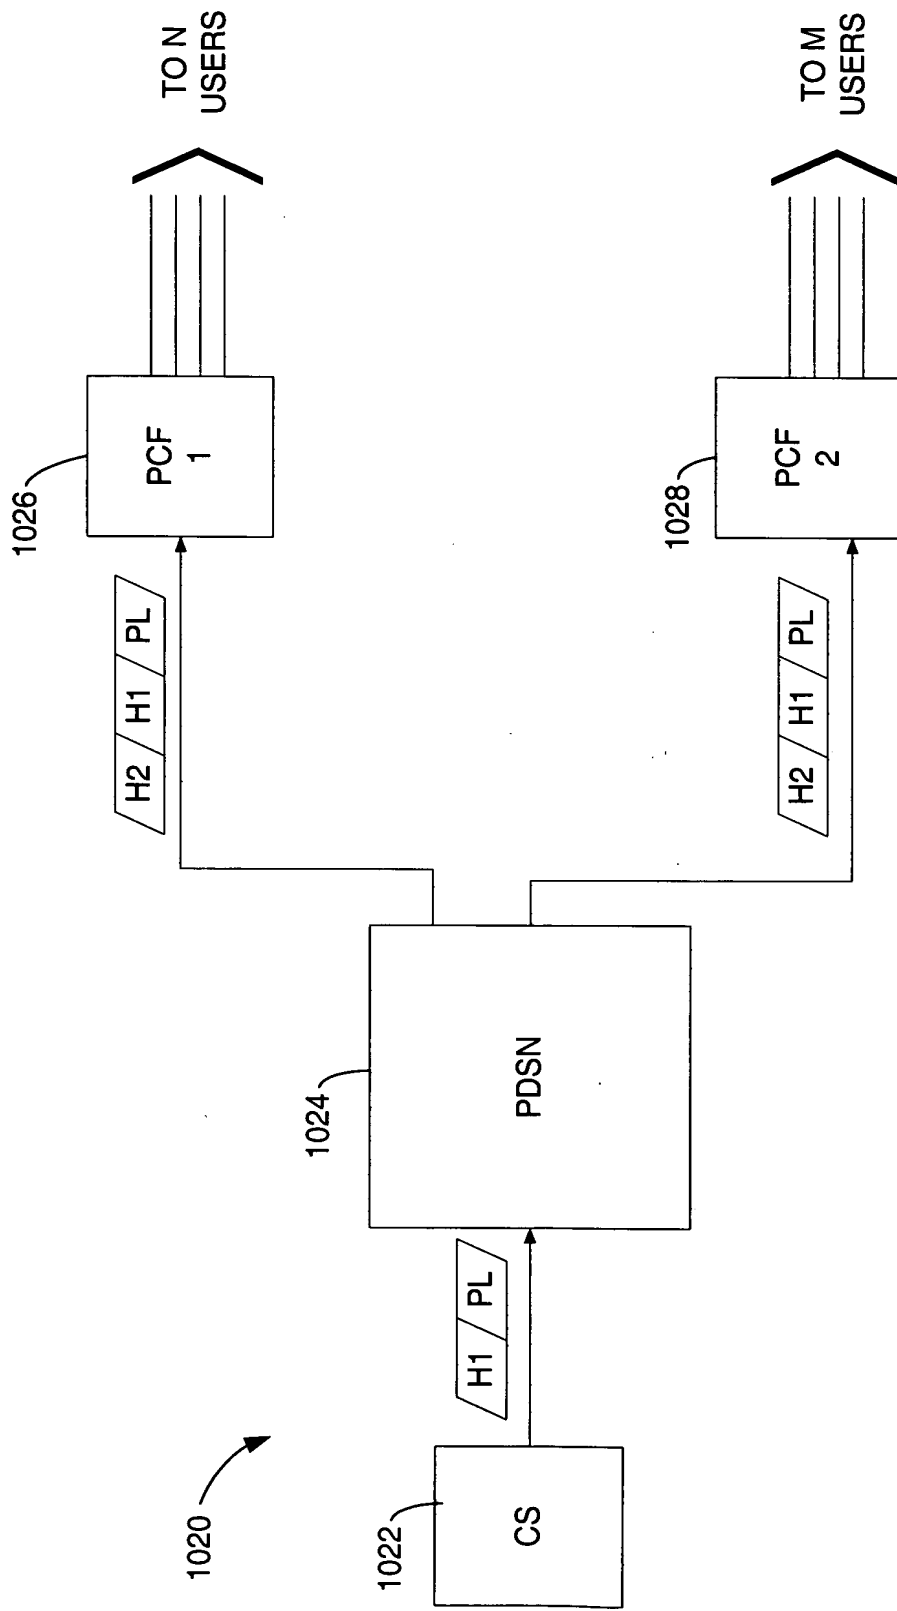 1020
1022
CS
H1 PL
1024
PDSN
H2 H1 PL
1026
PCF
1
TO N
USERS
H2 H1 PL
1028
PCF
2
TO M
USERS